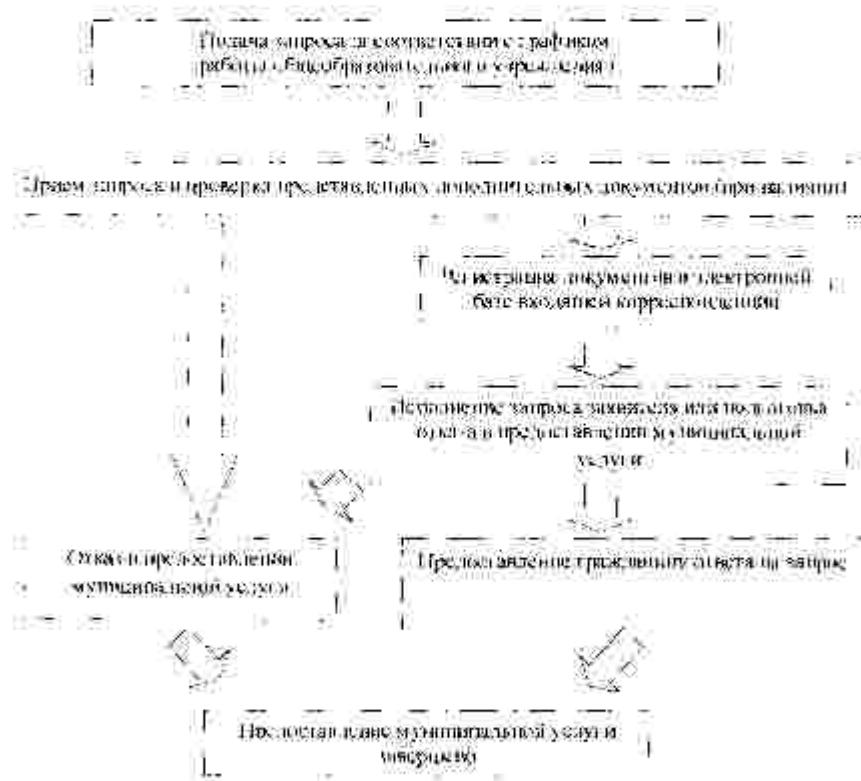 Подача запроса в соответствии с графиком
работы общеобразовательного учреждения
Прием запроса и проверка представленных дополнительных документов (при наличии)
Регистрация документов в электронной
базе входящей корреспонденции
Исполнение запроса заявителя или подготовка
отказа в предоставлении муниципальной
услуги
Отказ в предоставлении
муниципальной услуги
Предоставление гражданину ответа на запрос
Предоставление муниципальной услуги
завершено